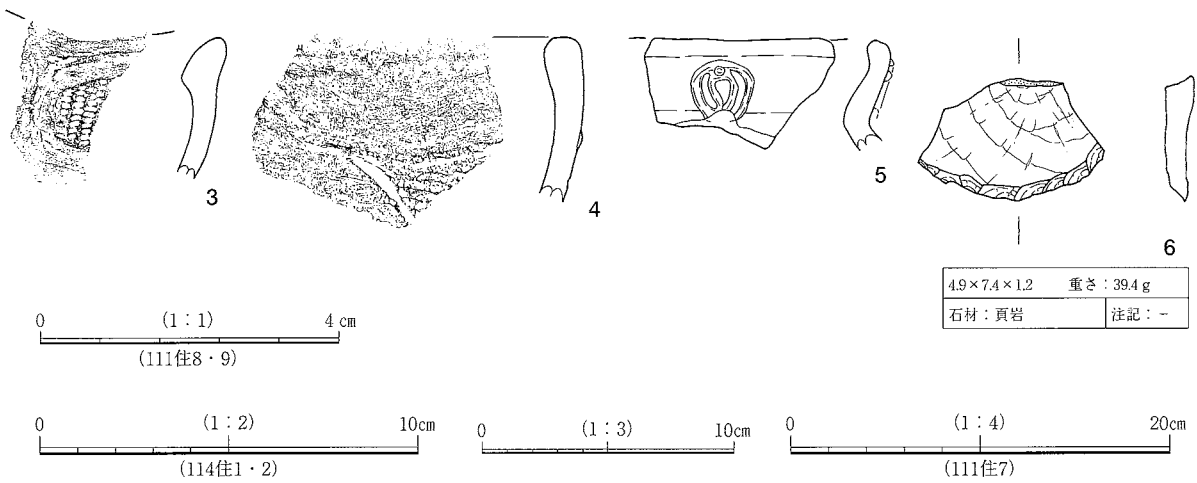 3
4
5
6
4.9×7.4×1.2 重さ：39.4 g
石材：頁岩 注記：－
0 (1：1) 4 cm
(111住8・9)
0 (1：2) 10cm
(114住1・2)
0 (1：3) 10cm
0 (1：4) 20cm
(111住7)